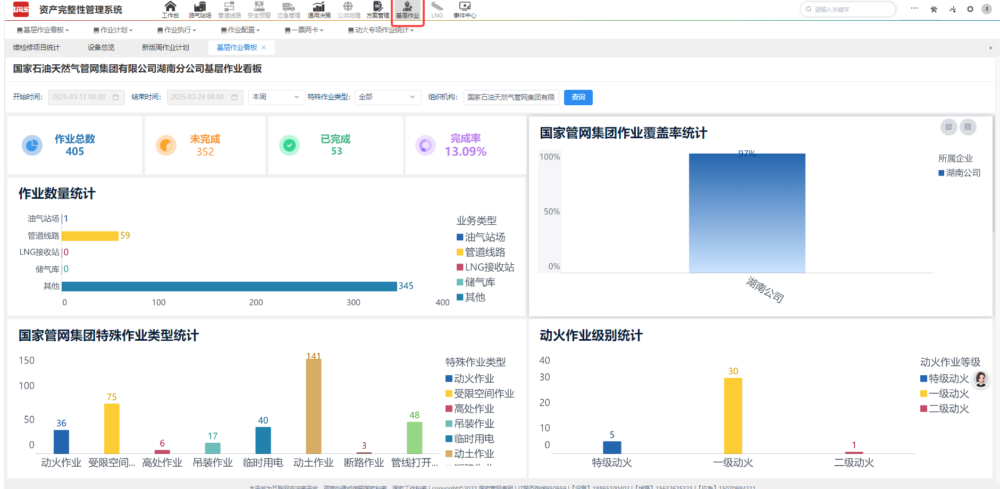 资产完整性管理系统
工作台 油气站场 管道线路 安全预警 应急管理 通用决策 公共地理 方案管理 基层作业 LNG 事件中心
请输入关键字
基层作业看板 作业计划 作业执行 作业配置 一票两卡 动火专项作业统计
维检修项目统计 设备总览 新版周作业计划 基层作业看板
国家石油天然气管网集团有限公司湖南分公司基层作业看板
开始时间: 2025-03-17 08:00 结束时间: 2025-03-24 08:00 本周 特殊作业类型: 全部 组织机构: 国家石油天然气管网集团有限 查询
作业总数
405
未完成
352
已完成
53
完成率
13.09%
国家管网集团作业覆盖率统计
100%
50%
0%
97%
湖南公司
所属企业
湖南公司
作业数量统计
油气站场 1
管道线路 59
LNG接收站 0
储气库 0
其他 345
0 100 200 300 400
业务类型
油气站场
管道线路
LNG接收站
储气库
其他
国家管网集团特殊作业类型统计
150
100
50
0
36 75 6 17 40 141 3 48
动火作业 受限空间... 高处作业 吊装作业 临时用电 动土作业 断路作业 管线打开...
特殊作业类型
动火作业
受限空间作业
高处作业
吊装作业
临时用电
动土作业
动火作业级别统计
40
30
20
10
0
5 30 1
特级动火 一级动火 二级动火
动火作业等级
特级动火
一级动火
二级动火
本平台为互联网非涉密平台，严禁处理或传输国家秘密、国家工作秘密 | copyright©2022 国家管网集团 | IT服务热线950959 | 【设备】18865100402 | 【线路】15632625323 | 【应急】15070984211